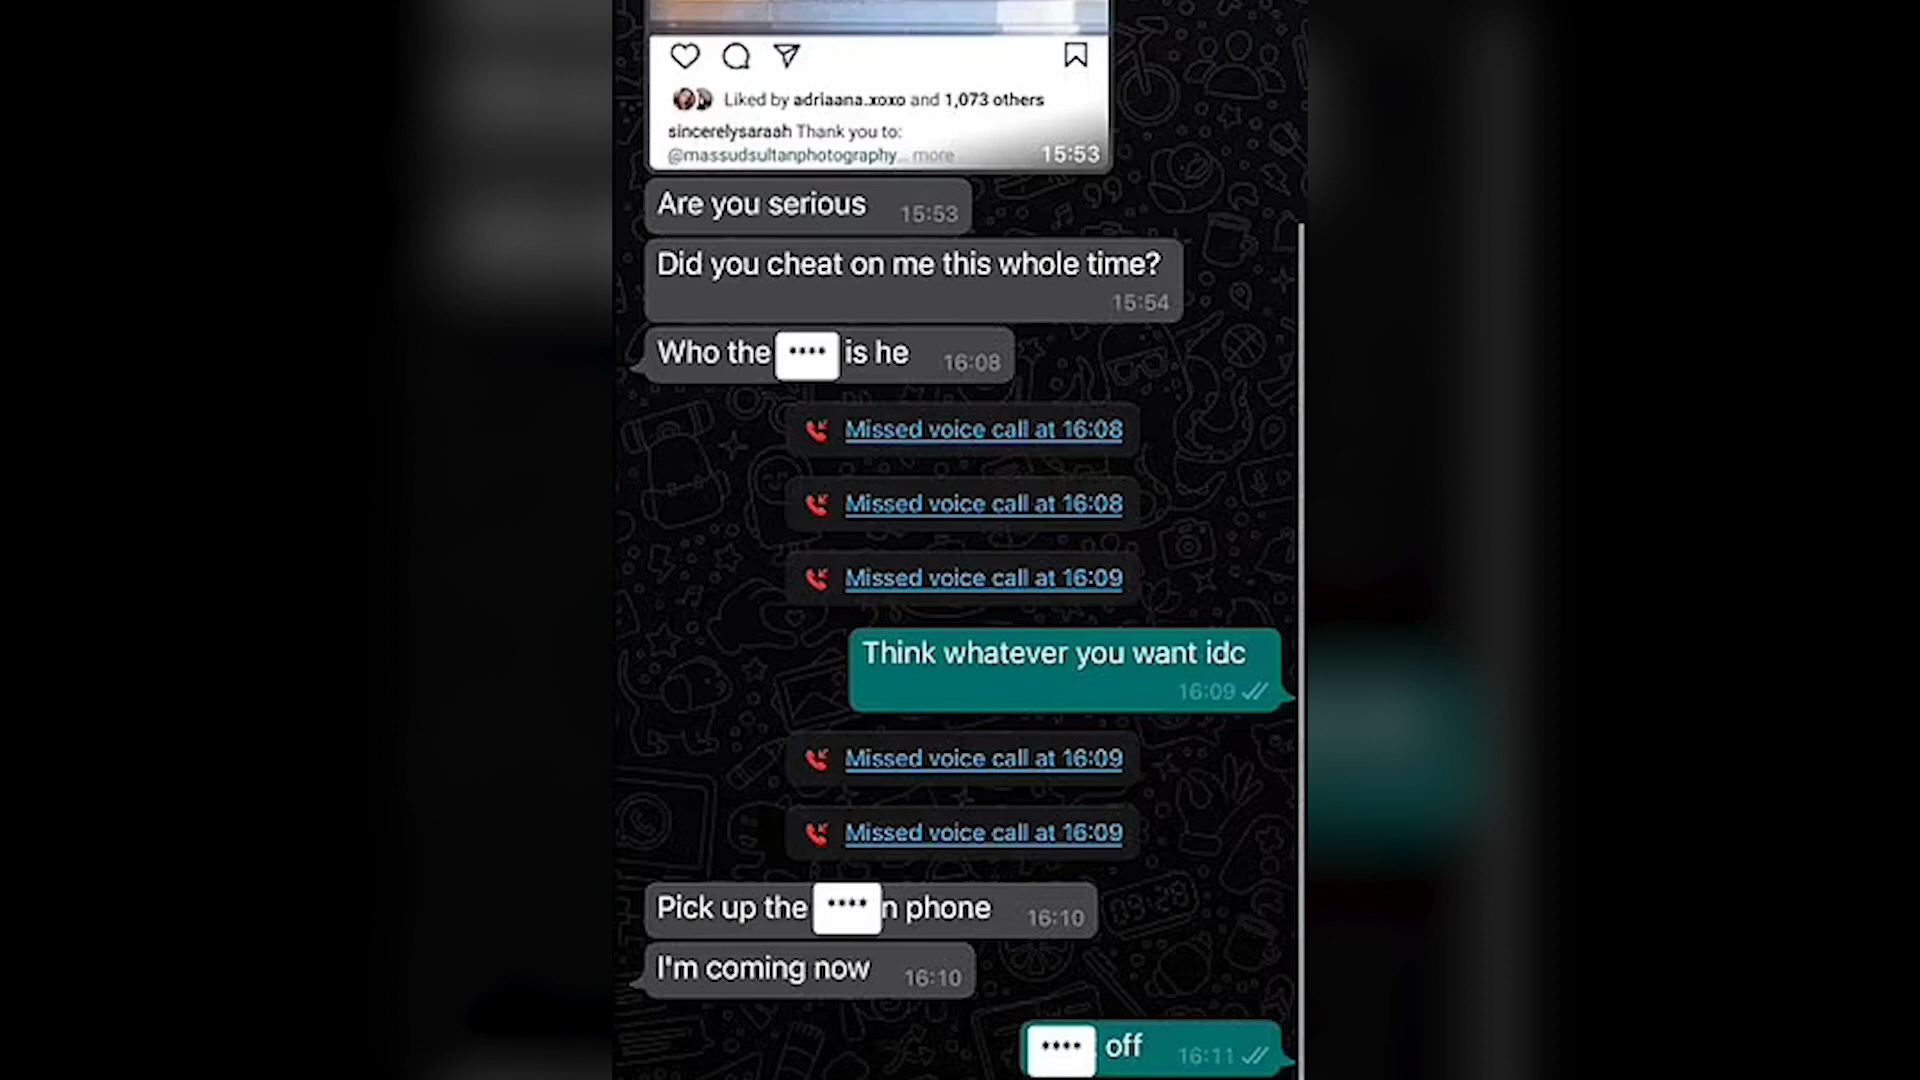 Liked by adriaana.xoxo and 1,073 others
sincerelysaraah Thank you to:
@massudsultanphotography... more 15:53
Are you serious 15:53
Did you cheat on me this whole time?
15:54
Who the **** is he 16:08
Missed voice call at 16:08
Missed voice call at 16:08
Missed voice call at 16:09
Think whatever you want idc
16:09
Missed voice call at 16:09
Missed voice call at 16:09
Pick up the ****n phone 16:10
I'm coming now 16:10
**** off 16:11